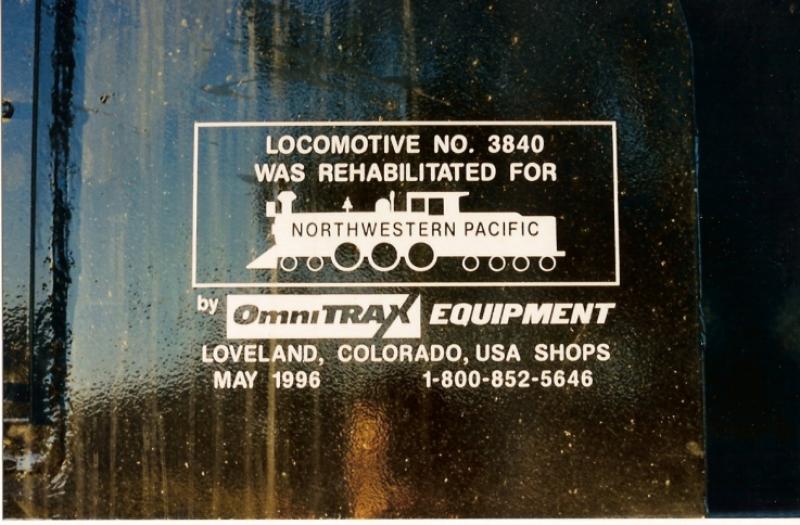 LOCOMOTIVE NO. 3840
WAS REHABILITATED FOR
NORTHWESTERN PACIFIC
by OmniTRAX EQUIPMENT
LOVELAND, COLORADO, USA SHOPS
MAY 1996 1-800-852-5646